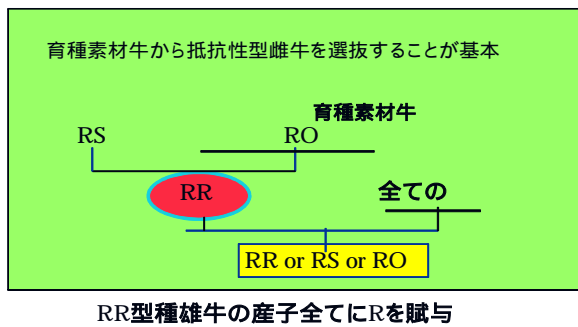 育種素材牛から抵抗性型雌牛を選抜することが基本
育種素材牛
RS
RO
RR
全ての
RR or RS or RO
RR型種雄牛の産子全てにRを賦与